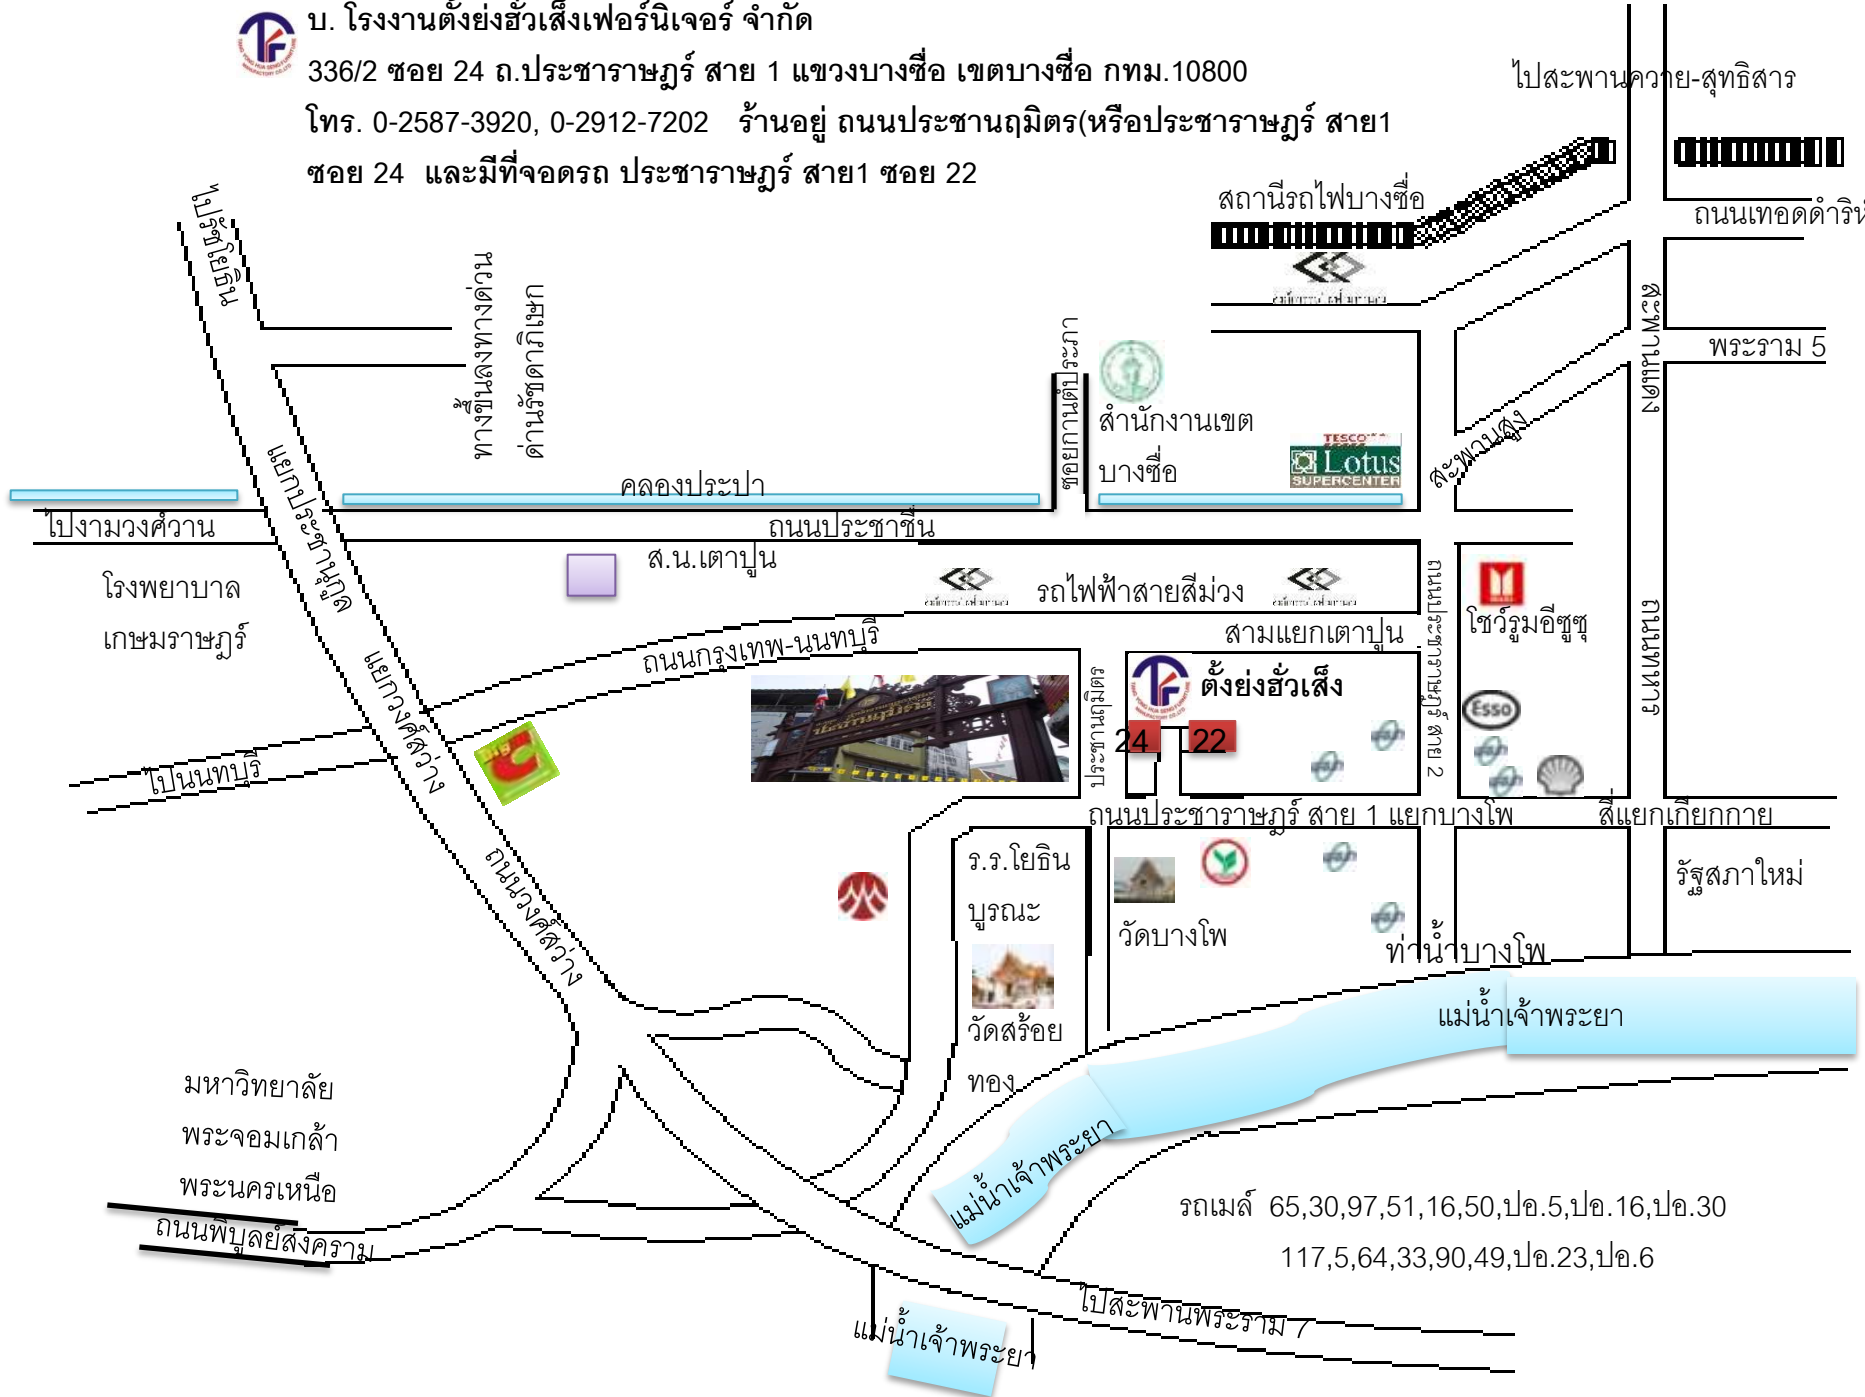 บ. โรงงานตั้งย่งฮั่วเส็งเฟอร์นิเจอร์ จำกัด
336/2 ซอย 24 ถ.ประชาราษฎร์ สาย 1 แขวงบางซื่อ เขตบางซื่อ กทม.10800
โทร. 0-2587-3920, 0-2912-7202 ร้านอยู่ ถนนประชานฤมิตร(หรือประชาราษฎร์ สาย1
ซอย 24 และมีที่จอดรถ ประชาราษฎร์ สาย1 ซอย 22
ไปสะพานควาย-สุทธิสาร
สถานีรถไฟบางซื่อ
ถนนเทอดดำริห์
ไปรัชโยธิน
ทางขึ้นลงทางด่วน
ด่านรัชดาภิเษก
ซอยกานต์ประภา
สำนักงานเขต
บางซื่อ
TESCO
Lotus
SUPERCENTER
สะพานสูง
สะพานแดง
พระราม 5
แยกประชานุกูล
คลองประปา
ไปงามวงศ์วาน
ถนนประชาชื่น
ส.น.เตาปูน
โรงพยาบาล
เกษมราษฎร์
รถไฟฟ้าสายสีม่วง
สามแยกเตาปูน
ถนนประชาราษฎร์ สาย 2
โชว์รูมอีซูซุ
ถนนทหาร
ถนนกรุงเทพ-นนทบุรี
แยกวงศ์สว่าง
ประชานฤมิตร
ตั้งย่งฮั่วเส็ง
24
22
Esso
ไปนนทบุรี
Big C
ถนนประชาราษฎร์ สาย 1 แยกบางโพ
สี่แยกเกียกกาย
ถนนวงศ์สว่าง
ร.ร.โยธิน
บูรณะ
วัดบางโพ
รัฐสภาใหม่
ท่าน้ำบางโพ
วัดสร้อย
ทอง
แม่น้ำเจ้าพระยา
มหาวิทยาลัย
พระจอมเกล้า
พระนครเหนือ
ถนนพิบูลย์สงคราม
แม่น้ำเจ้าพระยา
รถเมล์ 65,30,97,51,16,50,ปอ.5,ปอ.16,ปอ.30
117,5,64,33,90,49,ปอ.23,ปอ.6
ไปสะพานพระราม 7
แม่น้ำเจ้าพระยา